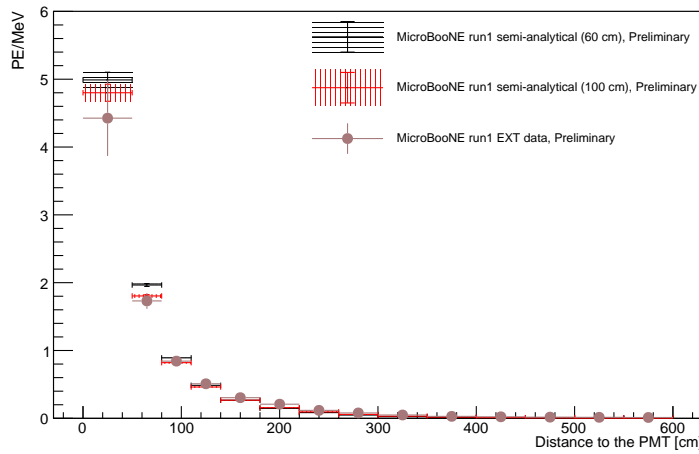 PE/MeV
6
5
4
3
2
1
0
MicroBooNE run1 semi-analytical (60 cm), Preliminary
MicroBooNE run1 semi-analytical (100 cm), Preliminary
MicroBooNE run1 EXT data, Preliminary
0 100 200 300 400 500 600
Distance to the PMT [cm]